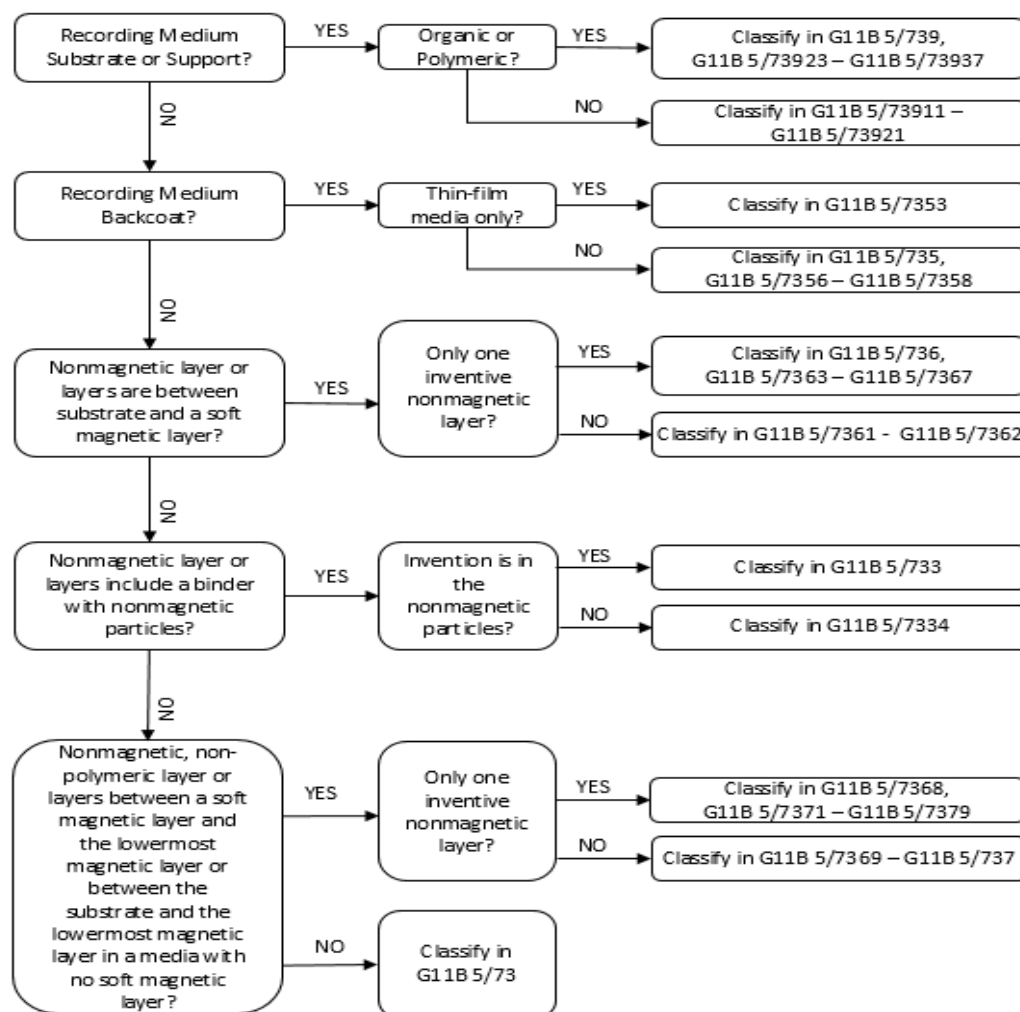 Recording Medium
Substrate or Support?
YES
Organic or
Polymeric?
YES
Classify in G11B 5/739,
G11B 5/73923 – G11B 5/73937
NO
Classify in G11B 5/73911 –
G11B 5/73921
NO
Recording Medium
Backcoat?
YES
Thin-film
media only?
YES
Classify in G11B 5/7353
NO
Classify in G11B 5/735,
G11B 5/7356 – G11B 5/7358
NO
Nonmagnetic layer or
layers are between
substrate and a soft
magnetic layer?
YES
Only one
inventive
nonmagnetic
layer?
YES
Classify in G11B 5/736,
G11B 5/7363 – G11B 5/7367
NO
Classify in G11B 5/7361 - G11B 5/7362
NO
Nonmagnetic layer or
layers include a binder
with nonmagnetic
particles?
YES
Invention is in
the
nonmagnetic
particles?
YES
Classify in G11B 5/733
NO
Classify in G11B 5/7334
NO
Nonmagnetic, non-
polymeric layer or
layers between a soft
magnetic layer and
the lowermost
magnetic layer or
between the
substrate and the
lowermost magnetic
layer in a media with
no soft magnetic
layer?
YES
Only one
inventive
nonmagnetic
layer?
YES
Classify in G11B 5/7368,
G11B 5/7371 – G11B 5/7379
NO
Classify in G11B 5/7369 – G11B 5/737
NO
Classify in
G11B 5/73